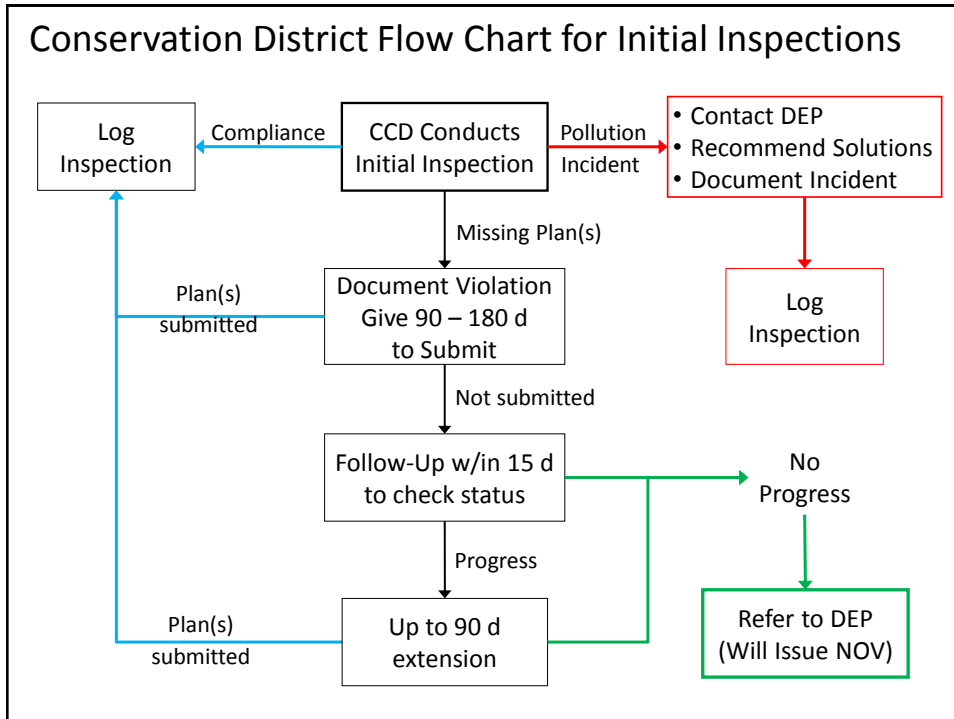 Conservation District Flow Chart for Initial Inspections
Log
Inspection
Compliance
CCD Conducts
Initial Inspection
Pollution
Incident
• Contact DEP
• Recommend Solutions
• Document Incident
Missing Plan(s)
Log
Inspection
Plan(s)
submitted
Document Violation
Give 90 – 180 d
to Submit
Not submitted
Follow-Up w/in 15 d
to check status
No
Progress
Progress
Plan(s)
submitted
Up to 90 d
extension
Refer to DEP
(Will Issue NOV)